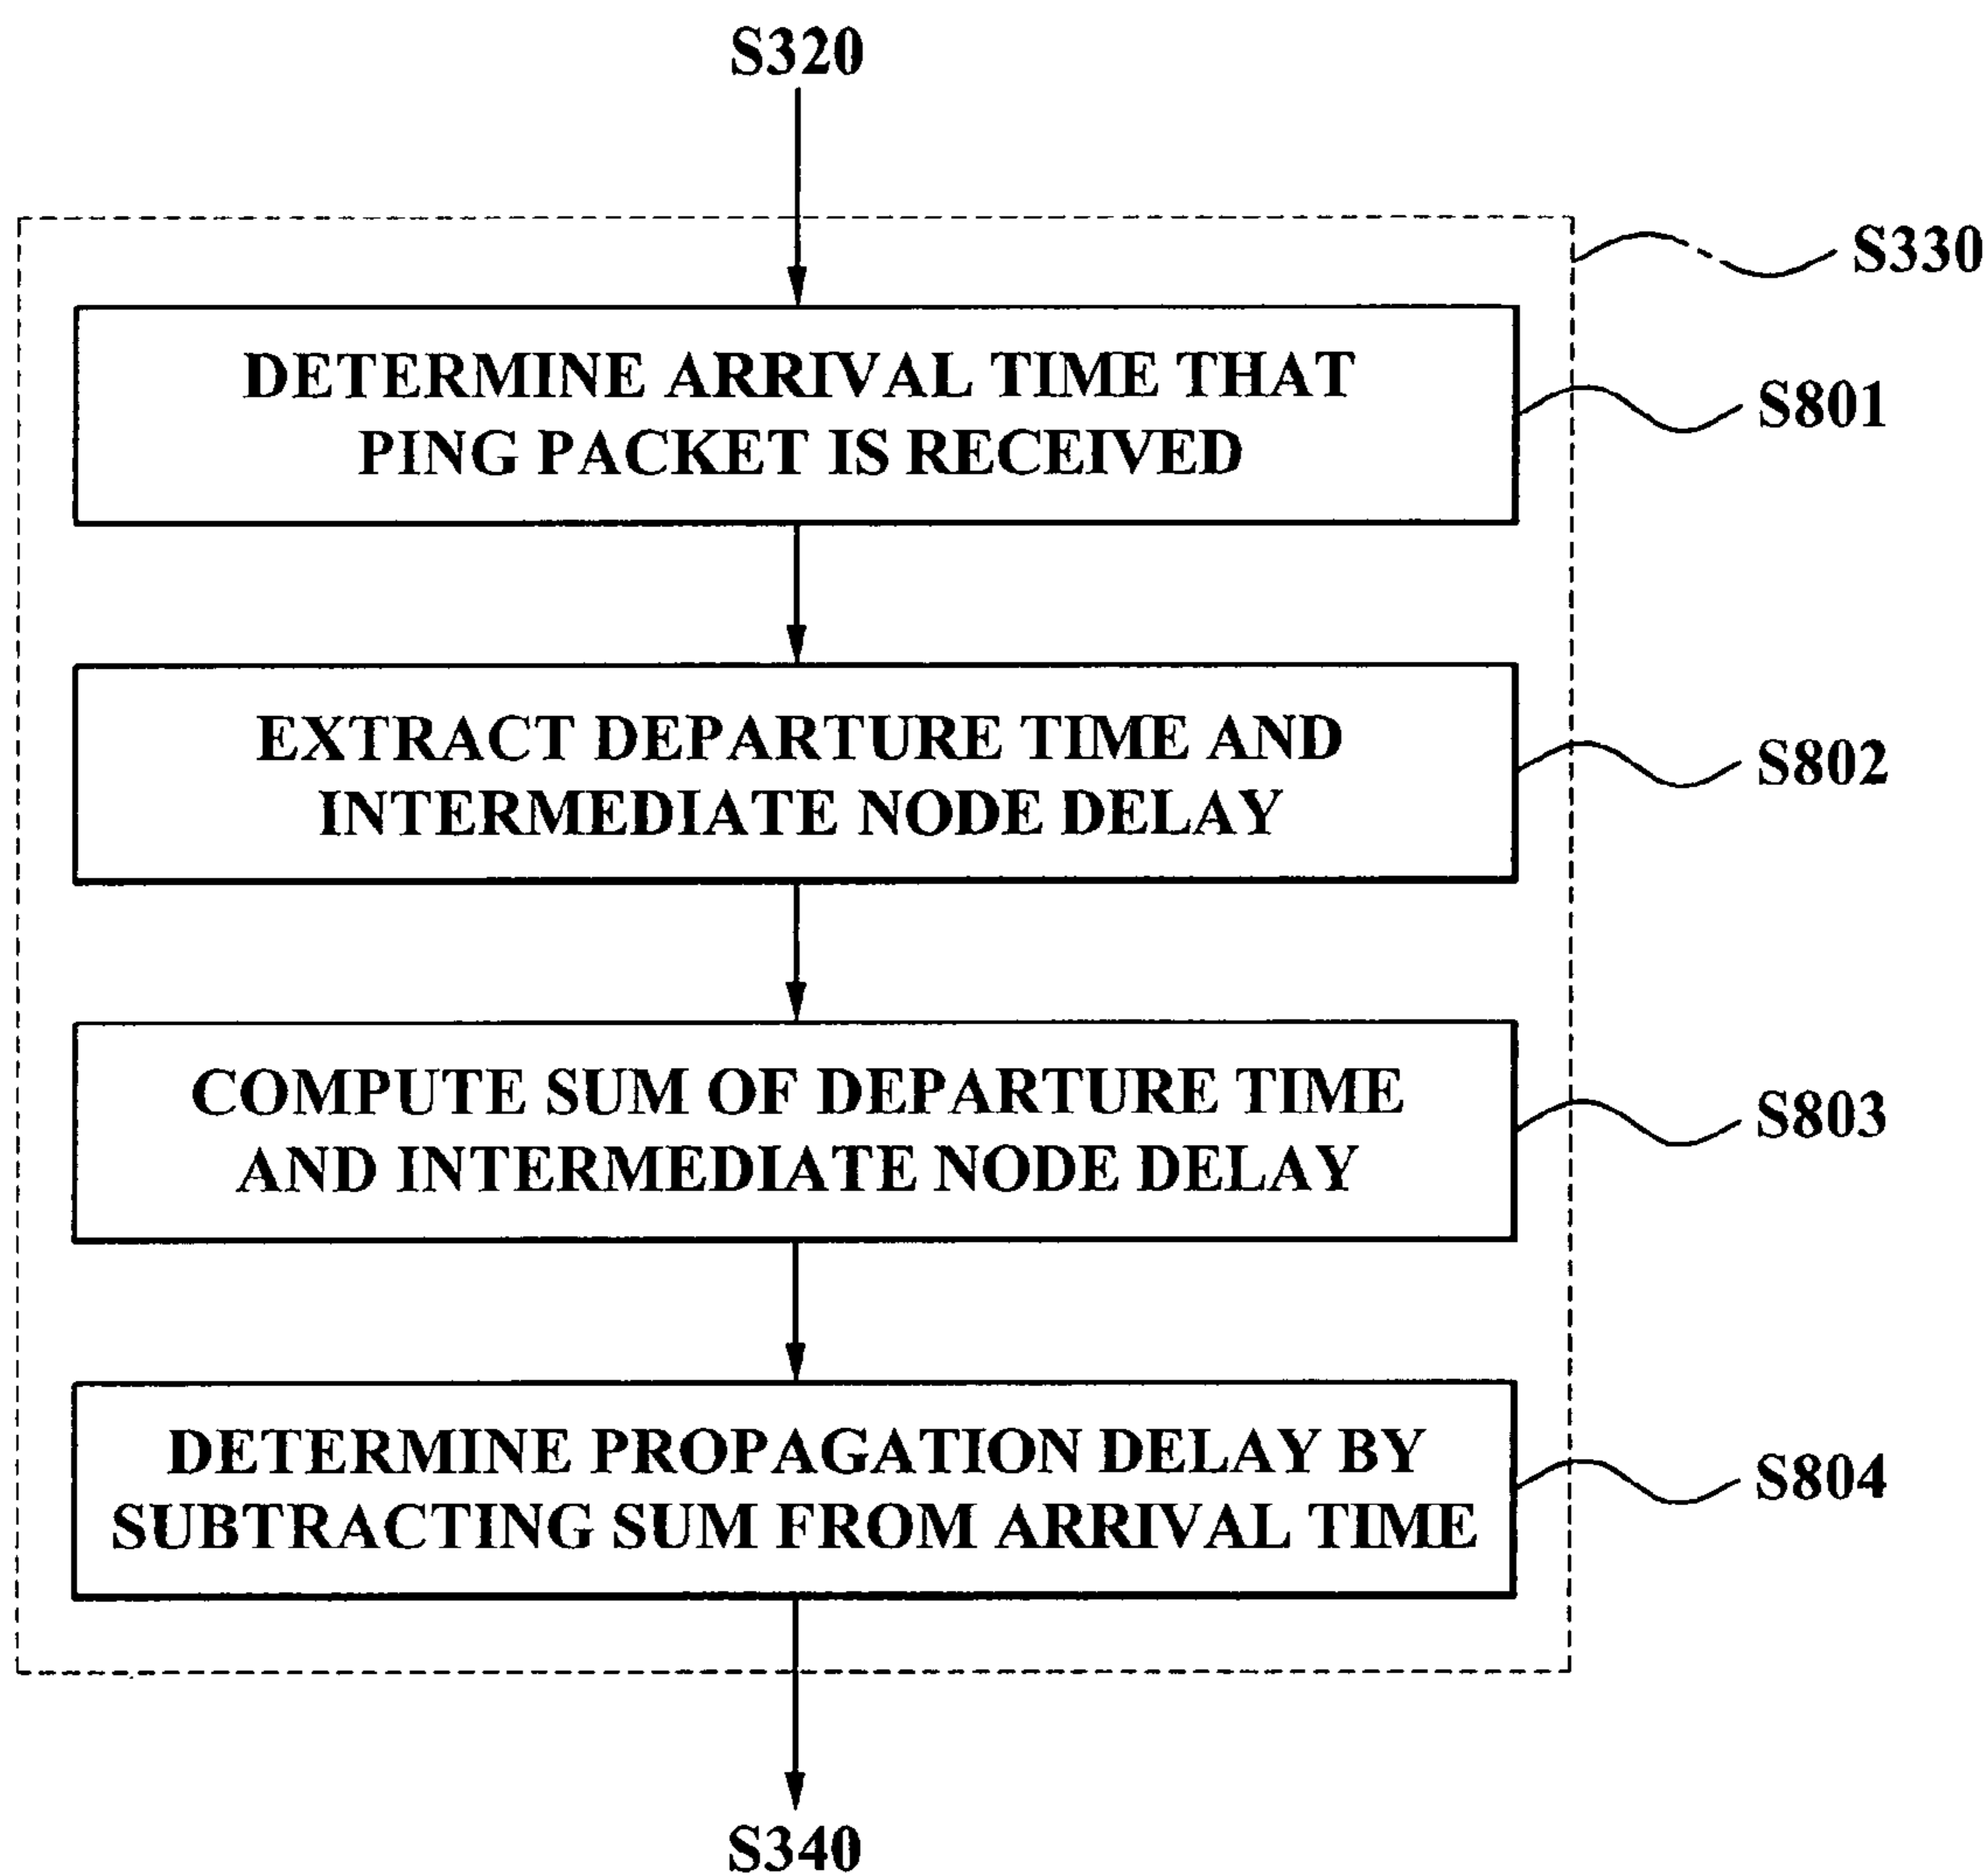 S320
S330
DETERMINE ARRIVAL TIME THAT
PING PACKET IS RECEIVED
S801
EXTRACT DEPARTURE TIME AND
INTERMEDIATE NODE DELAY
S802
COMPUTE SUM OF DEPARTURE TIME
AND INTERMEDIATE NODE DELAY
S803
DETERMINE PROPAGATION DELAY BY
SUBTRACTING SUM FROM ARRIVAL TIME
S804
S340